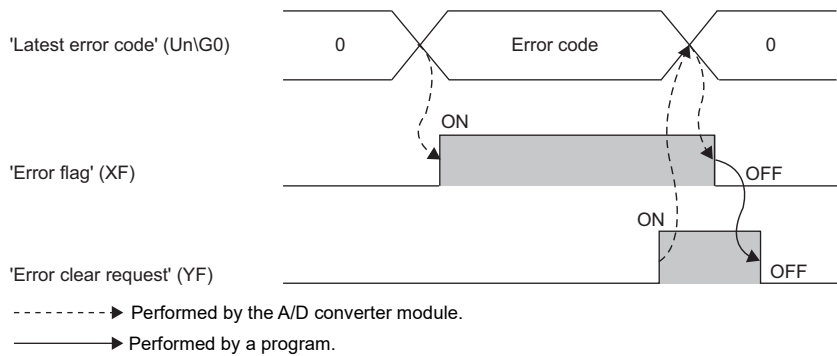 'Latest error code' (Un\G0)
0
Error code
0
ON
'Error flag' (XF)
OFF
ON
'Error clear request' (YF)
OFF
Performed by the A/D converter module.
Performed by a program.